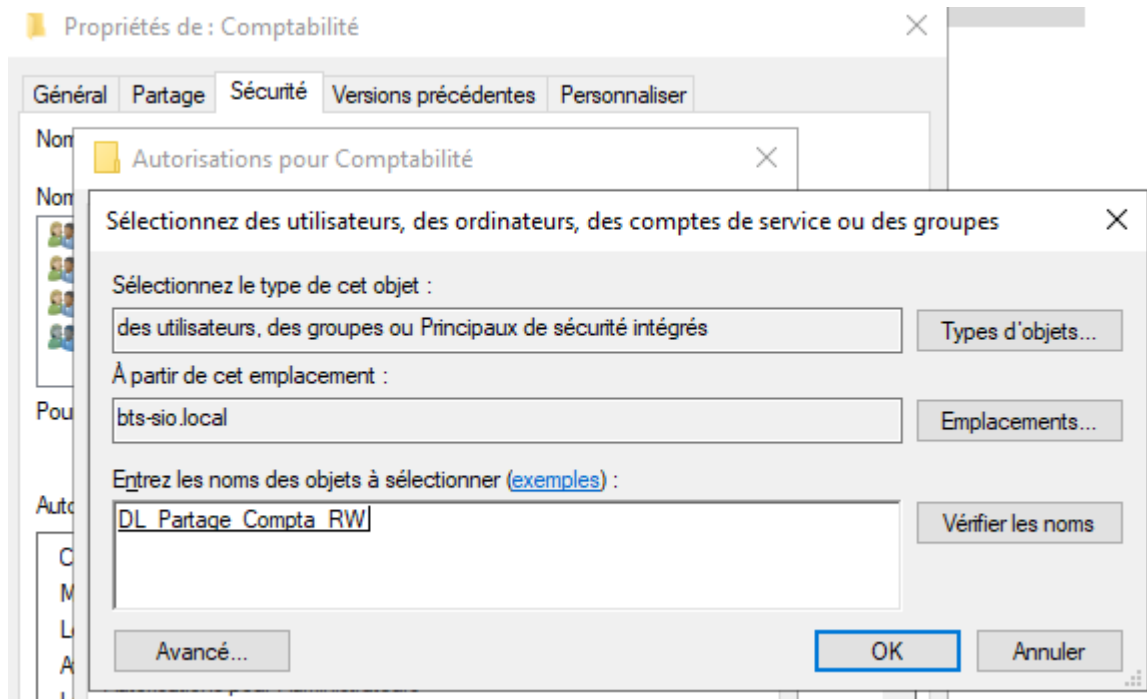 Propriétés de : Comptabilité
Général Partage Sécurité Versions précédentes Personnaliser
Autorisations pour Comptabilité
Sélectionnez des utilisateurs, des ordinateurs, des comptes de service ou des groupes
Sélectionnez le type de cet objet :
des utilisateurs, des groupes ou Principaux de sécurité intégrés
Types d'objets...
À partir de cet emplacement :
bts-sio.local
Emplacements...
Entrez les noms des objets à sélectionner (exemples) :
DL_Partage_Compta_RW
Vérifier les noms
Avancé...
OK
Annuler